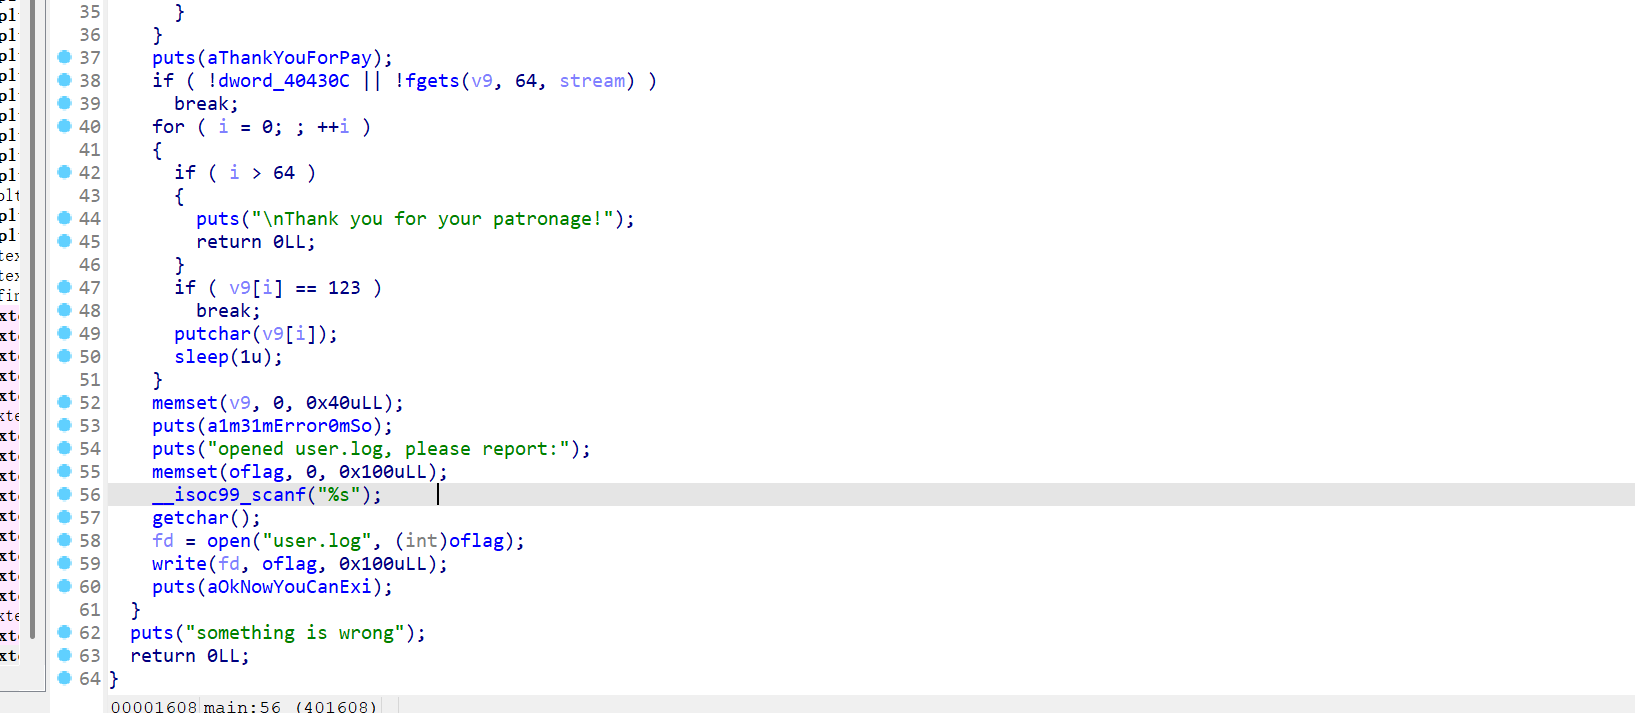 35 }
36 }
37 puts(aThankYouForPay);
38 if ( !dword_40430C || !fgets(v9, 64, stream) )
39 break;
40 for ( i = 0; ; ++i )
41 {
42 if ( i > 64 )
43 {
44 puts("\nThank you for your patronage!");
45 return 0LL;
46 }
47 if ( v9[i] == 123 )
48 break;
49 putchar(v9[i]);
50 sleep(1u);
51 }
52 memset(v9, 0, 0x40uLL);
53 puts(a1m31mError0mSo);
54 puts("opened user.log, please report:");
55 memset(oflag, 0, 0x100uLL);
56 __isoc99_scanf("%s");
57 getchar();
58 fd = open("user.log", (int)oflag);
59 write(fd, oflag, 0x100uLL);
60 puts(aOkNowYouCanExi);
61 }
62 puts("something is wrong");
63 return 0LL;
64 }
00001608 main:56 (401608)